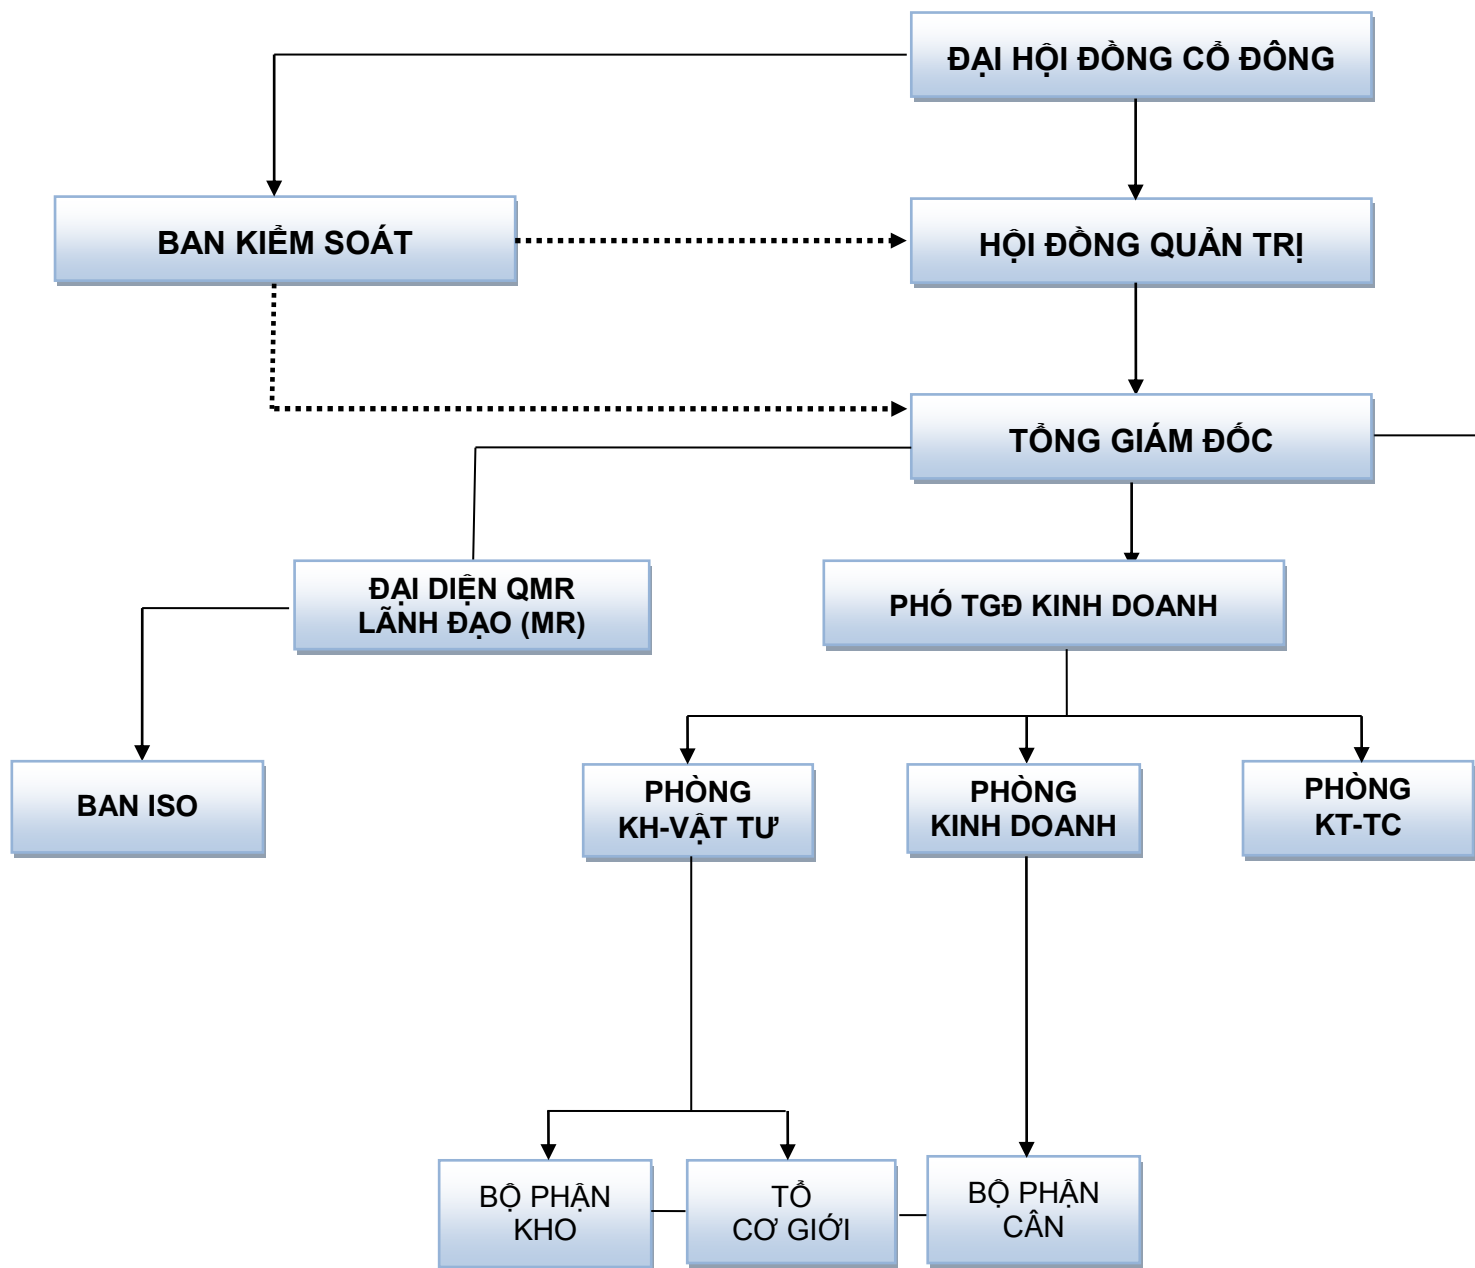 ĐẠI HỘI ĐỒNG CỔ ĐÔNG
BAN KIỂM SOÁT
HỘI ĐỒNG QUẢN TRỊ
TỔNG GIÁM ĐỐC
ĐẠI DIỆN QMR
LÃNH ĐẠO (MR)
PHÓ TGĐ KINH DOANH
BAN ISO
PHÒNG
KH-VẬT TƯ
PHÒNG
KINH DOANH
PHÒNG
KT-TC
BỘ PHẬN
KHO
TỔ
CƠ GIỚI
BỘ PHẬN
CÂN